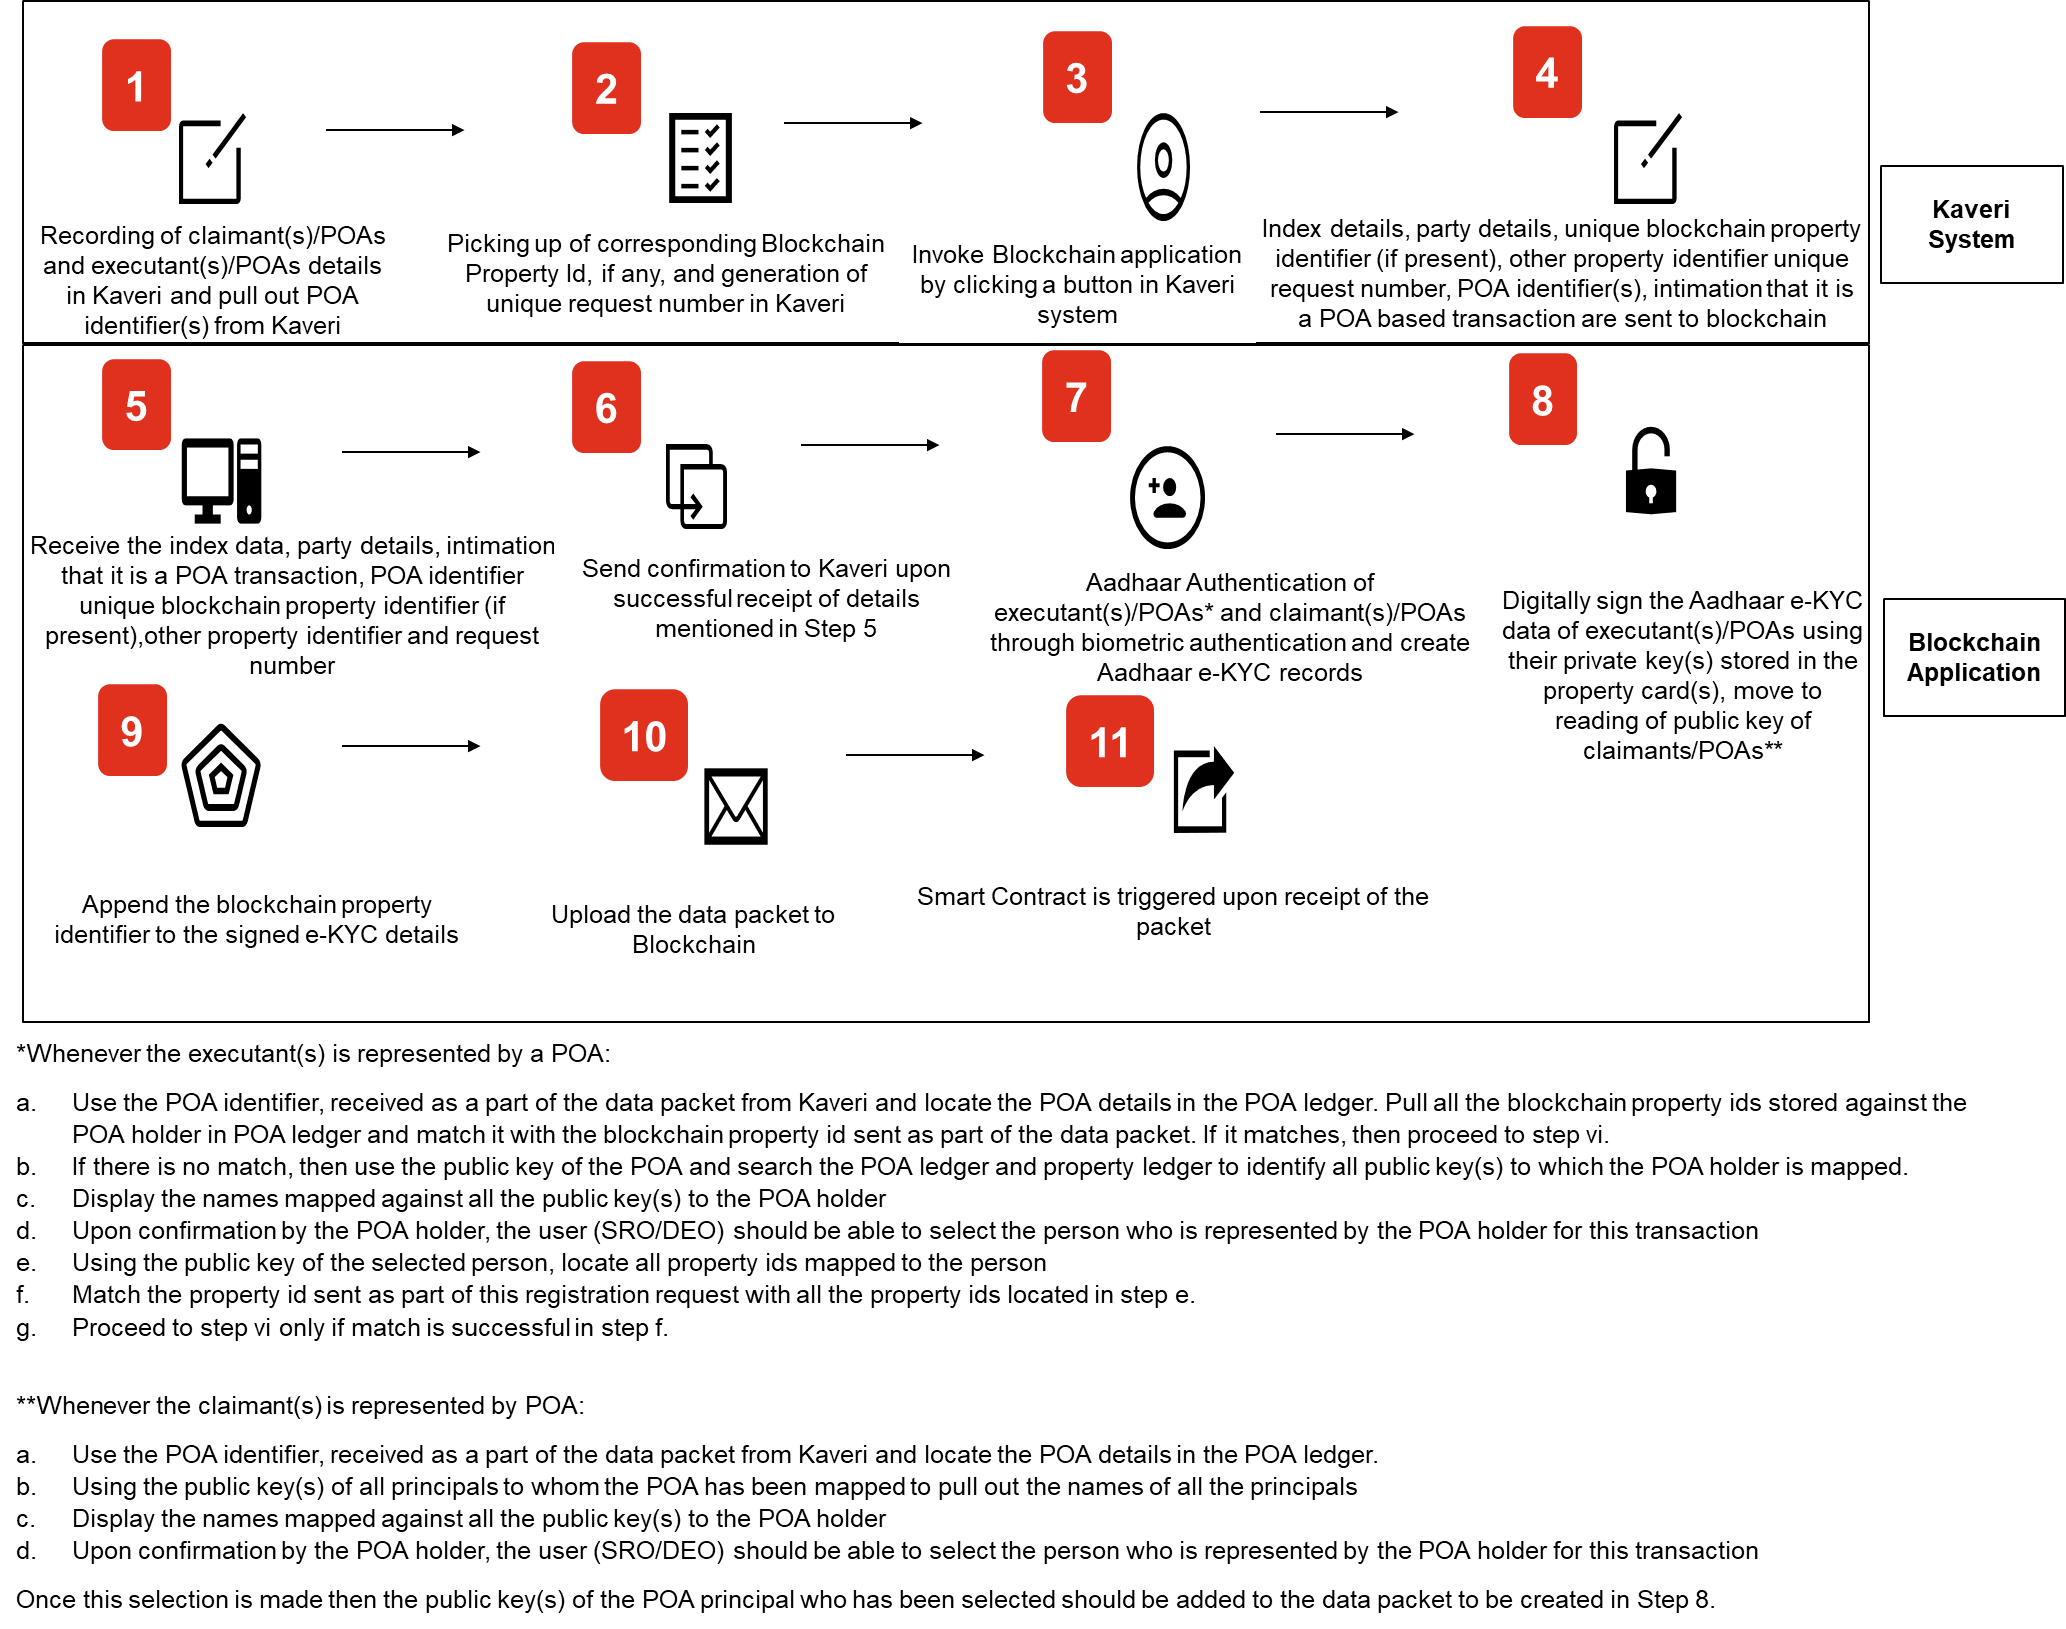 1
Recording of claimant(s)/POAs
and executant(s)/POAs details
in Kaveri and pull out POA
identifier(s) from Kaveri
2
Picking up of corresponding Blockchain
Property Id, if any, and generation of
unique request number in Kaveri
3
Invoke Blockchain application
by clicking a button in Kaveri
system
4
Index details, party details, unique blockchain property
identifier (if present), other property identifier unique
request number, POA identifier(s), intimation that it is
a POA based transaction are sent to blockchain
Kaveri
System
5
Receive the index data, party details, intimation
that it is a POA transaction, POA identifier
unique blockchain property identifier (if
present),other property identifier and request
number
6
Send confirmation to Kaveri upon
successful receipt of details
mentioned in Step 5
7
Aadhaar Authentication of
executant(s)/POAs* and claimant(s)/POAs
through biometric authentication and create
Aadhaar e-KYC records
8
Digitally sign the Aadhaar e-KYC
data of executant(s)/POAs using
their private key(s) stored in the
property card(s), move to
reading of public key of
claimants/POAs**
Blockchain
Application
9
Append the blockchain property
identifier to the signed e-KYC details
10
Upload the data packet to
Blockchain
11
Smart Contract is triggered upon receipt of the
packet
*Whenever the executant(s) is represented by a POA:
a. Use the POA identifier, received as a part of the data packet from Kaveri and locate the POA details in the POA ledger. Pull all the blockchain property ids stored against the
POA holder in POA ledger and match it with the blockchain property id sent as part of the data packet. If it matches, then proceed to step vi.
b. If there is no match, then use the public key of the POA and search the POA ledger and property ledger to identify all public key(s) to which the POA holder is mapped.
c. Display the names mapped against all the public key(s) to the POA holder
d. Upon confirmation by the POA holder, the user (SRO/DEO) should be able to select the person who is represented by the POA holder for this transaction
e. Using the public key of the selected person, locate all property ids mapped to the person
f. Match the property id sent as part of this registration request with all the property ids located in step e.
g. Proceed to step vi only if match is successful in step f.
**Whenever the claimant(s) is represented by POA:
a. Use the POA identifier, received as a part of the data packet from Kaveri and locate the POA details in the POA ledger.
b. Using the public key(s) of all principals to whom the POA has been mapped to pull out the names of all the principals
c. Display the names mapped against all the public key(s) to the POA holder
d. Upon confirmation by the POA holder, the user (SRO/DEO) should be able to select the person who is represented by the POA holder for this transaction
Once this selection is made then the public key(s) of the POA principal who has been selected should be added to the data packet to be created in Step 8.